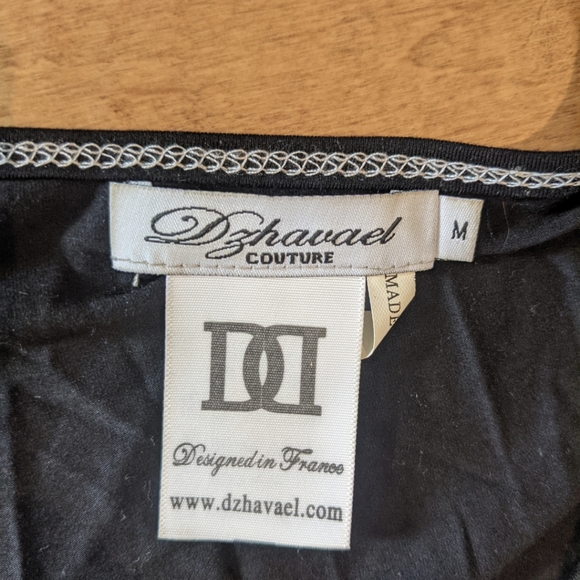 Dzhavael
COUTURE
M
MADE
DD
Designed in France
www.dzhavael.com